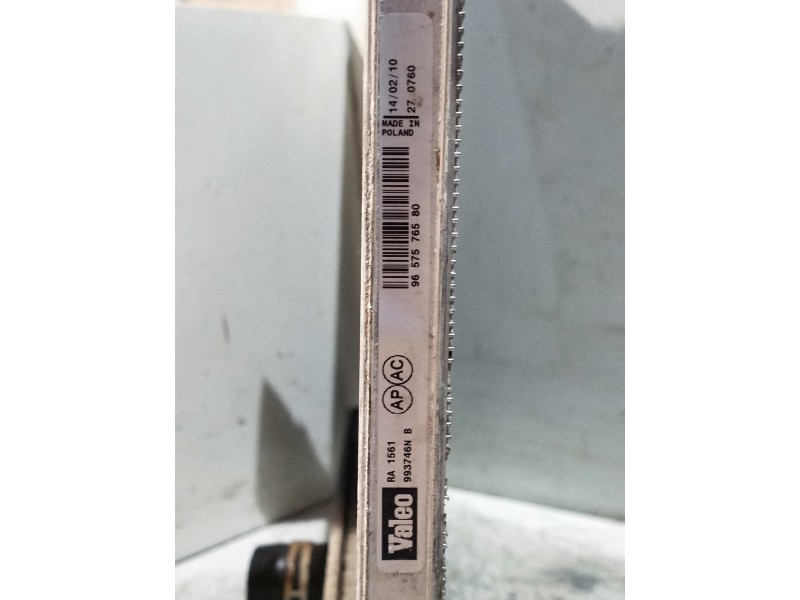 Valeo
RA 1561
993746N B
AP AC
96 575 765 80
MADE IN
POLAND
14/02/10
27 0760